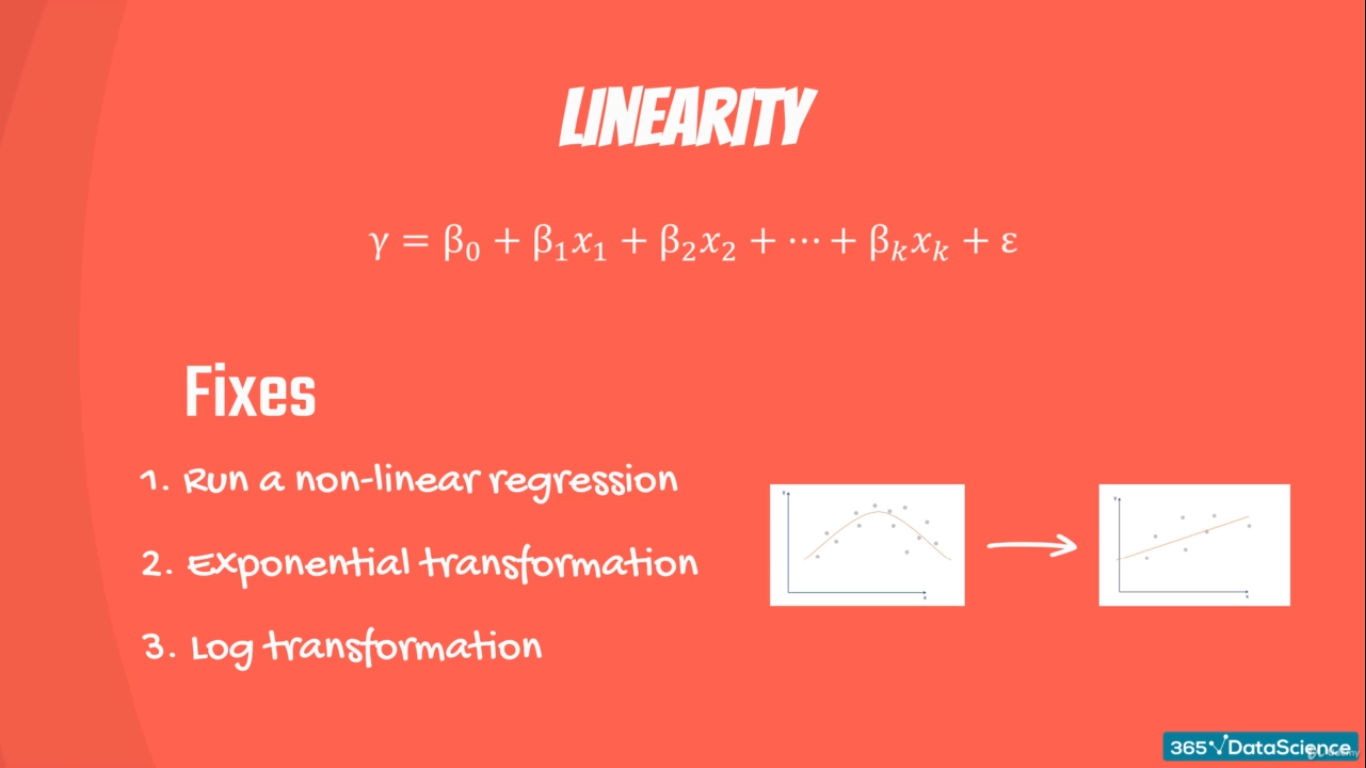 LINEARITY
γ = β₀ + β₁x₁ + β₂x₂ + ⋯ + βₖxₖ + ε
Fixes
1. Run a non-linear regression
2. Exponential transformation
3. Log transformation
365 DataScience